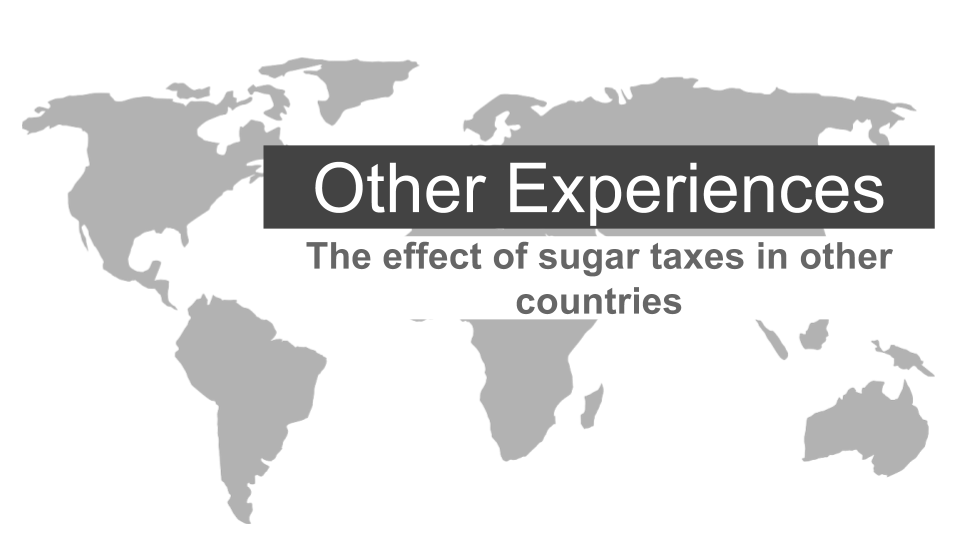 Other Experiences
The effect of sugar taxes in other
countries